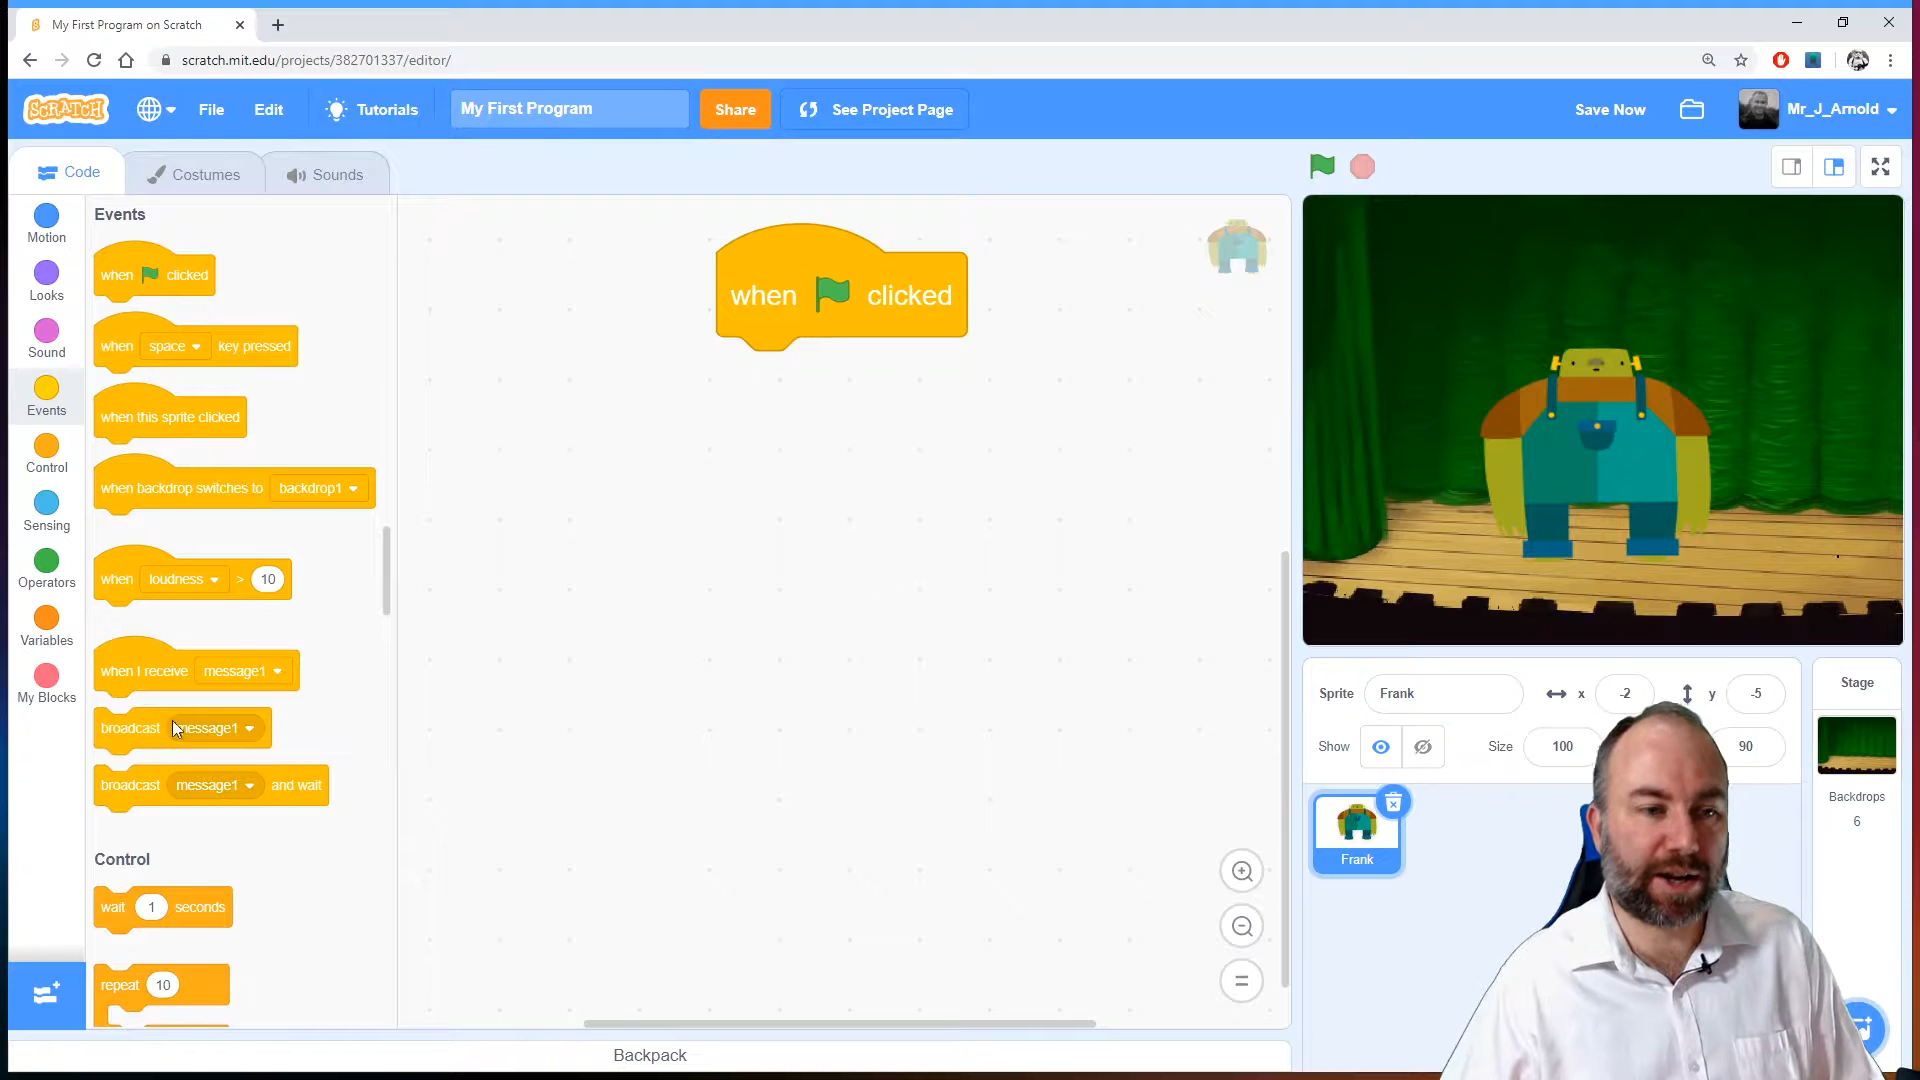 My First Program on Scratch
scratch.mit.edu/projects/382701337/editor/
SCRATCH
File
Edit
Tutorials
My First Program
Share
See Project Page
Save Now
Mr_J_Arnold
Code
Costumes
Sounds
Motion
Looks
Sound
Events
Control
Sensing
Operators
Variables
My Blocks
Events
when clicked
when space key pressed
when this sprite clicked
when backdrop switches to backdrop1
when loudness > 10
when I receive message1
broadcast message1
broadcast message1 and wait
Control
wait 1 seconds
repeat 10
when clicked
Backpack
Sprite Frank x -2 y -5
Show Size 100 90
Frank
Stage
Backdrops
6